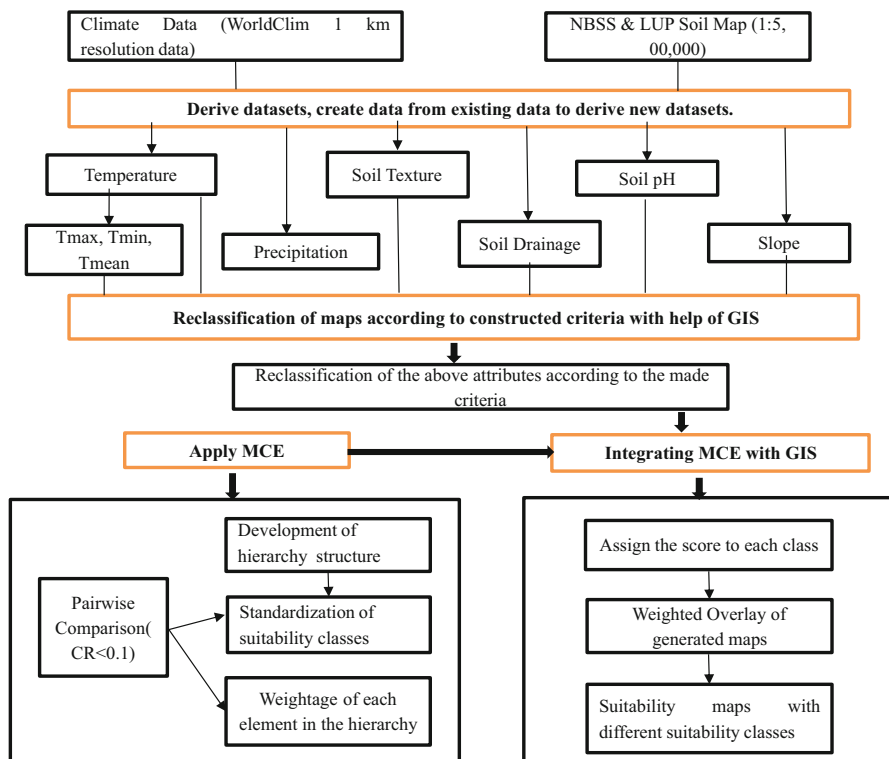 Climate Data (WorldClim 1 km
resolution data)
NBSS & LUP Soil Map (1:5,
00,000)
Derive datasets, create data from existing data to derive new datasets.
Temperature
Soil Texture
Soil pH
Tmax, Tmin,
Tmean
Precipitation
Soil Drainage
Slope
Reclassification of maps according to constructed criteria with help of GIS
Reclassification of the above attributes according to the made
criteria
Apply MCE
Integrating MCE with GIS
Development of
hierarchy structure
Pairwise
Comparison(
CR<0.1)
Standardization of
suitability classes
Weightage of each
element in the hierarchy
Assign the score to each class
Weighted Overlay of
generated maps
Suitability maps with
different suitability classes